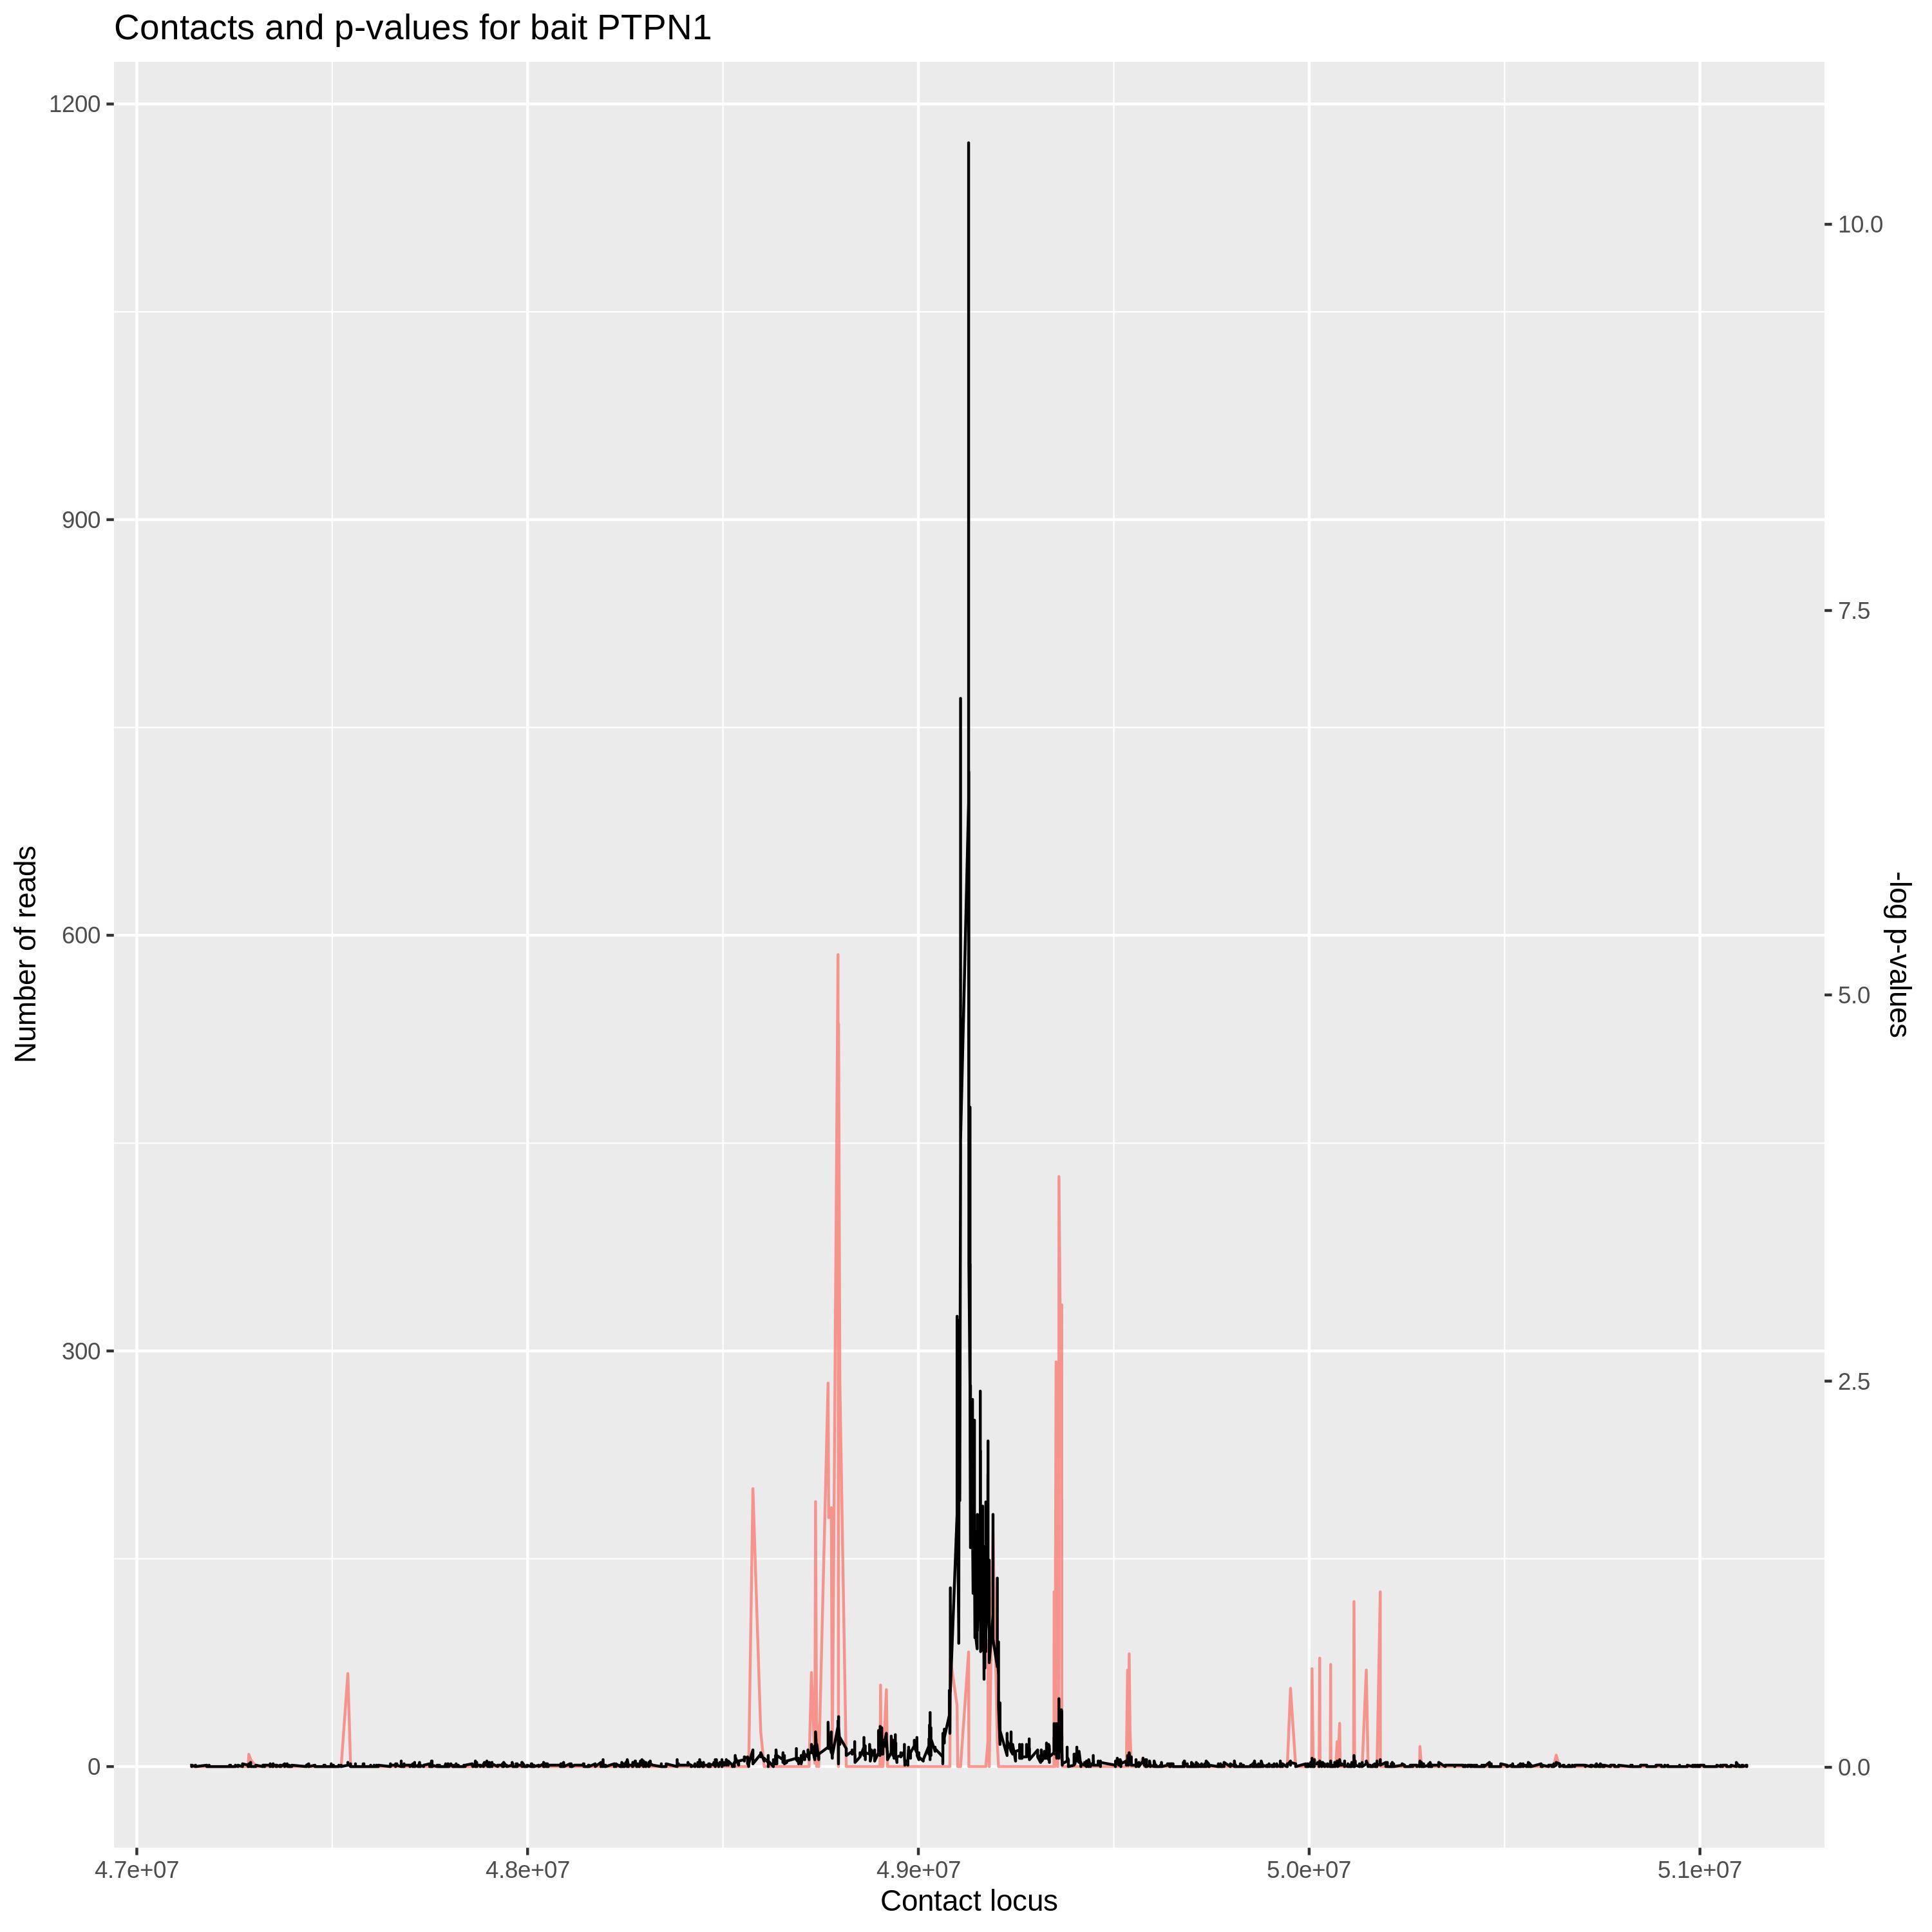 Contacts and p-values for bait PTPN1
1200
900
600
300
0
Number of reads
10.0
7.5
5.0
2.5
0.0
-log p-values
4.7e+07 4.8e+07 4.9e+07 5.0e+07 5.1e+07
Contact locus